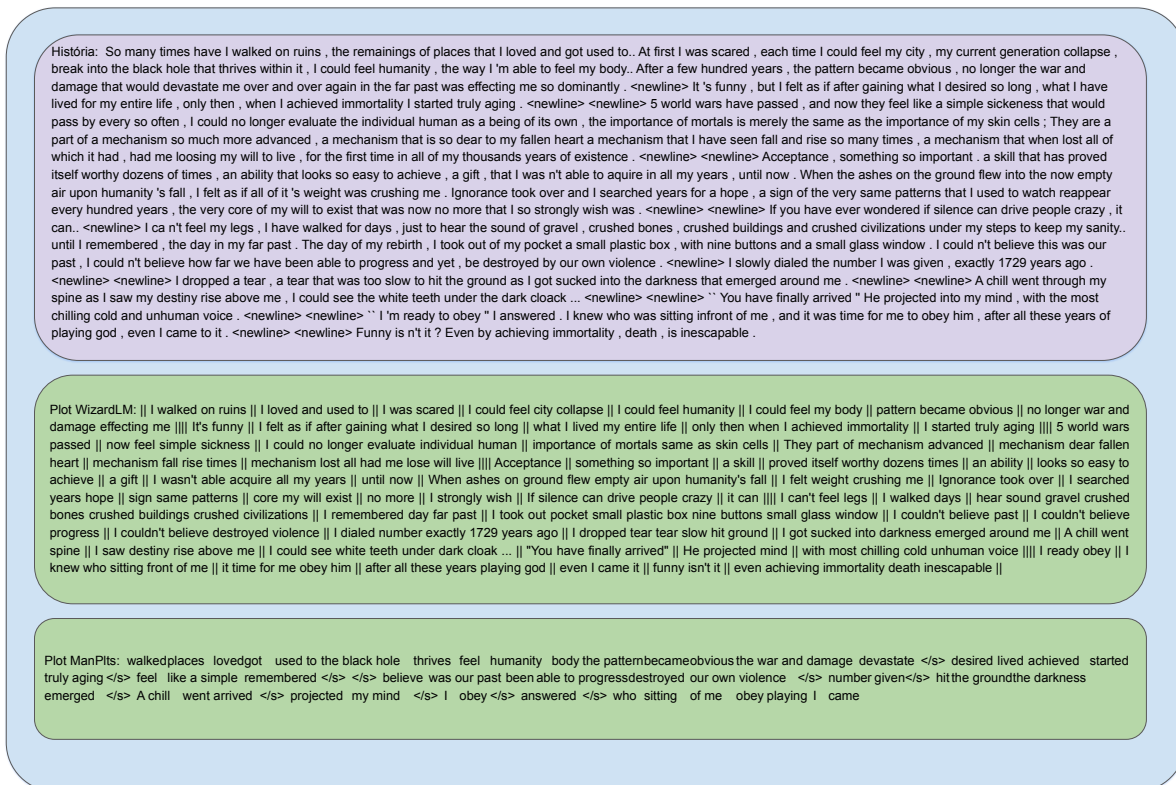 História: So many times have I walked on ruins , the remainings of places that I loved and got used to.. At first I was scared , each time I could feel my city , my current generation collapse ,
break into the black hole that thrives within it , I could feel humanity , the way I 'm able to feel my body.. After a few hundred years , the pattern became obvious , no longer the war and
damage that would devastate me over and over again in the far past was effecting me so dominantly . <newline> It 's funny , but I felt as if after gaining what I desired so long , what I have
lived for my entire life , only then , when I achieved immortality I started truly aging . <newline> <newline> 5 world wars have passed , and now they feel like a simple sickeness that would
pass by every so often , I could no longer evaluate the individual human as a being of its own , the importance of mortals is merely the same as the importance of my skin cells ; They are a
part of a mechanism so much more advanced , a mechanism that is so dear to my fallen heart a mechanism that I have seen fall and rise so many times , a mechanism that when lost all of
which it had , had me loosing my will to live , for the first time in all of my thousands years of existence . <newline> <newline> Acceptance , something so important . a skill that has proved
itself worthy dozens of times , an ability that looks so easy to achieve , a gift , that I was n't able to aquire in all my years , until now . When the ashes on the ground flew into the now empty
air upon humanity 's fall , I felt as if all of it 's weight was crushing me . Ignorance took over and I searched years for a hope , a sign of the very same patterns that I used to watch reappear
every hundred years , the very core of my will to exist that was now no more that I so strongly wish was . <newline> <newline> If you have ever wondered if silence can drive people crazy , it
can.. <newline> I ca n't feel my legs , I have walked for days , just to hear the sound of gravel , crushed bones , crushed buildings and crushed civilizations under my steps to keep my sanity..
until I remembered , the day in my far past . The day of my rebirth , I took out of my pocket a small plastic box , with nine buttons and a small glass window . I could n't believe this was our
past , I could n't believe how far we have been able to progress and yet , be destroyed by our own violence . <newline> I slowly dialed the number I was given , exactly 1729 years ago .
<newline> <newline> I dropped a tear , a tear that was too slow to hit the ground as I got sucked into the darkness that emerged around me . <newline> <newline> A chill went through my
spine as I saw my destiny rise above me , I could see the white teeth under the dark cloack ... <newline> <newline> `` You have finally arrived '' He projected into my mind , with the most
chilling cold and unhuman voice . <newline> <newline> `` I 'm ready to obey '' I answered . I knew who was sitting infront of me , and it was time for me to obey him , after all these years of
playing god , even I came to it . <newline> <newline> Funny is n't it ? Even by achieving immortality , death , is inescapable .
Plot WizardLM: || I walked on ruins || I loved and used to || I was scared || I could feel city collapse || I could feel humanity || I could feel my body || pattern became obvious || no longer war and
damage effecting me |||| It's funny || I felt as if after gaining what I desired so long || what I lived my entire life || only then when I achieved immortality || I started truly aging |||| 5 world wars
passed || now feel simple sickness || I could no longer evaluate individual human || importance of mortals same as skin cells || They part of mechanism advanced || mechanism dear fallen
heart || mechanism fall rise times || mechanism lost all had me lose will live |||| Acceptance || something so important || a skill || proved itself worthy dozens times || an ability || looks so easy to
achieve || a gift || I wasn't able acquire all my years || until now || When ashes on ground flew empty air upon humanity's fall || I felt weight crushing me || Ignorance took over || I searched
years hope || sign same patterns || core my will exist || no more || I strongly wish || If silence can drive people crazy || it can |||| I can't feel legs || I walked days || hear sound gravel crushed
bones crushed buildings crushed civilizations || I remembered day far past || I took out pocket small plastic box nine buttons small glass window || I couldn't believe past || I couldn't believe
progress || I couldn't believe destroyed violence || I dialed number exactly 1729 years ago || I dropped tear tear slow hit ground || I got sucked into darkness emerged around me || A chill went
spine || I saw destiny rise above me || I could see white teeth under dark cloak ... || "You have finally arrived" || He projected mind || with most chilling cold unhuman voice |||| I ready obey || I
knew who sitting front of me || it time for me obey him || after all these years playing god || even I came it || funny isn't it || even achieving immortality death inescapable ||
Plot ManPlts: walkedplaces lovedgot used to the black hole thrives feel humanity body the patternbecameobvious the war and damage devastate </s> desired lived achieved started
truly aging </s> feel like a simple remembered </s> </s> believe was our past been able to progressdestroyed our own violence </s> number given</s> hit the groundthe darkness
emerged </s> A chill went arrived </s> projected my mind </s> I obey </s> answered </s> who sitting of me obey playing I came